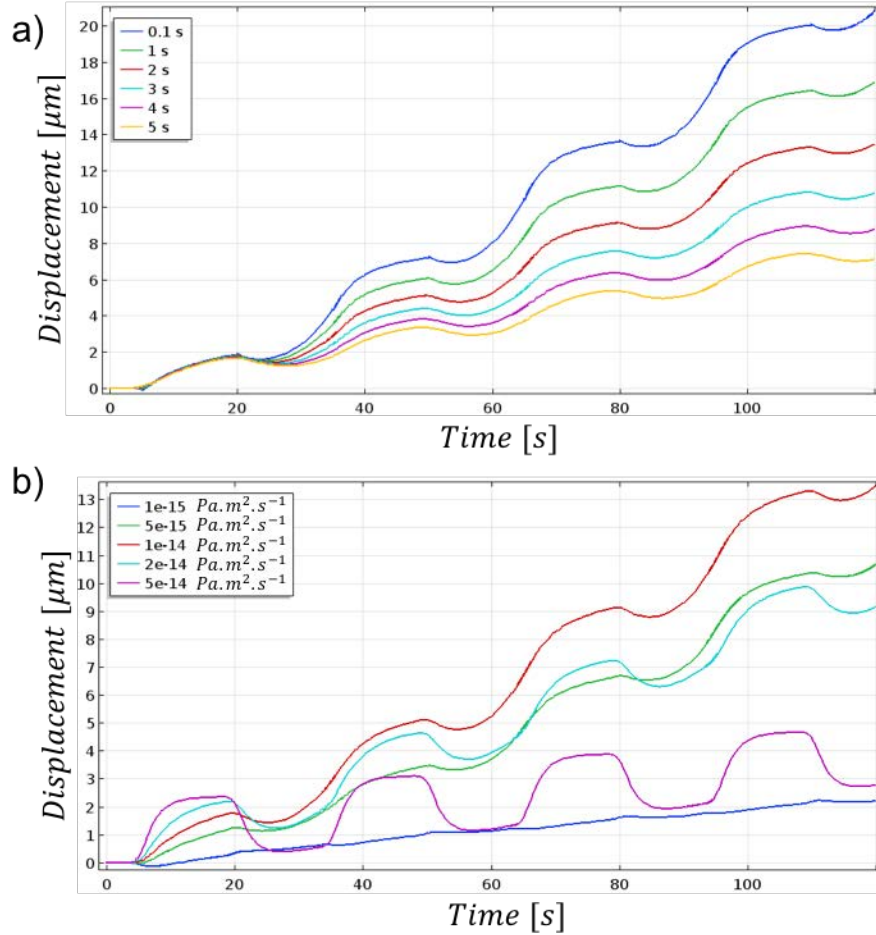 a)
Displacement [μm]
20
18
16
14
12
10
8
6
4
2
0
0.1 s
1 s
2 s
3 s
4 s
5 s
0 20 40 60 80 100
Time [s]
b)
Displacement [μm]
13
12
11
10
9
8
7
6
5
4
3
2
1
0
1e-15 Pa.m².s⁻¹
5e-15 Pa.m².s⁻¹
1e-14 Pa.m².s⁻¹
2e-14 Pa.m².s⁻¹
5e-14 Pa.m².s⁻¹
0 20 40 60 80 100
Time [s]